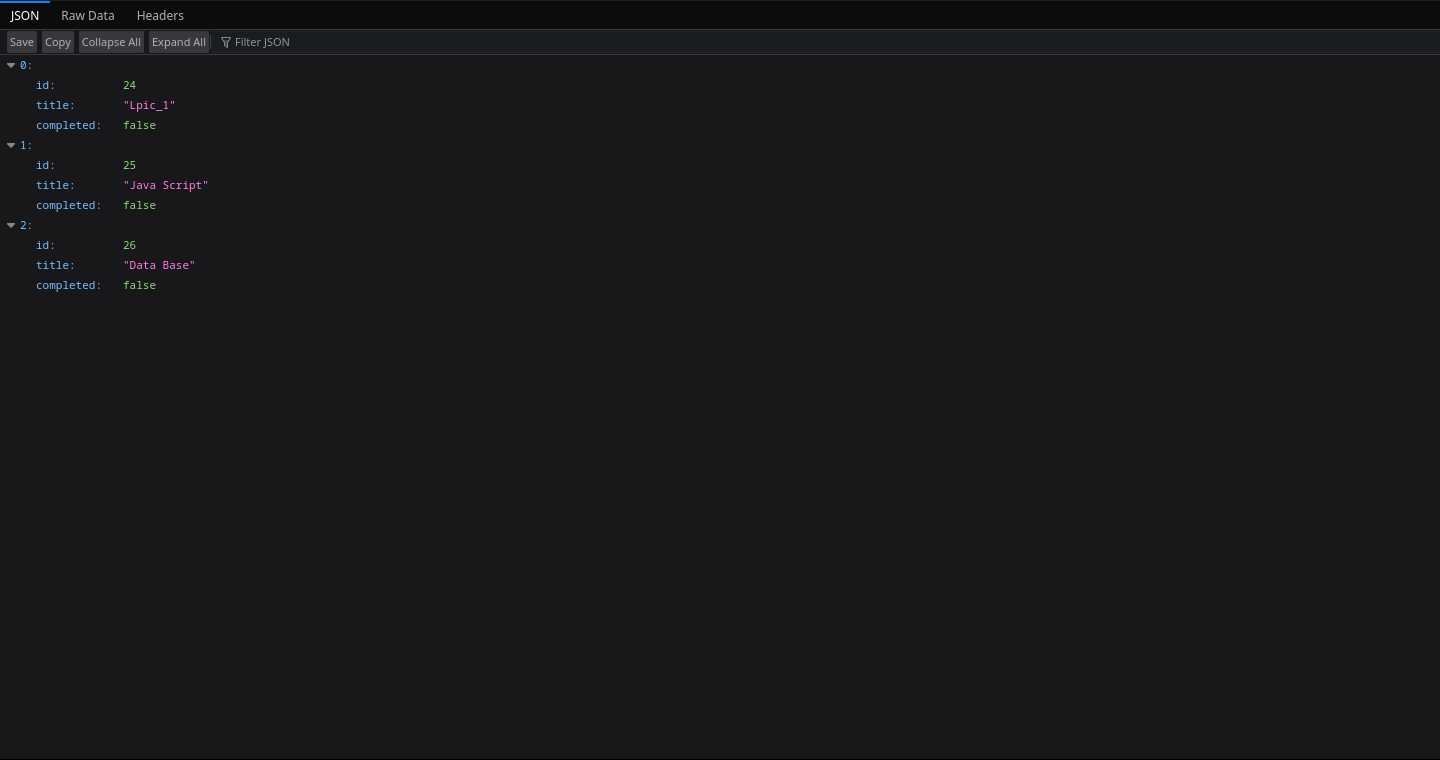 JSON Raw Data Headers
Save Copy Collapse All Expand All Filter JSON
0:
id: 24
title: "Lpic_1"
completed: false
1:
id: 25
title: "Java Script"
completed: false
2:
id: 26
title: "Data Base"
completed: false